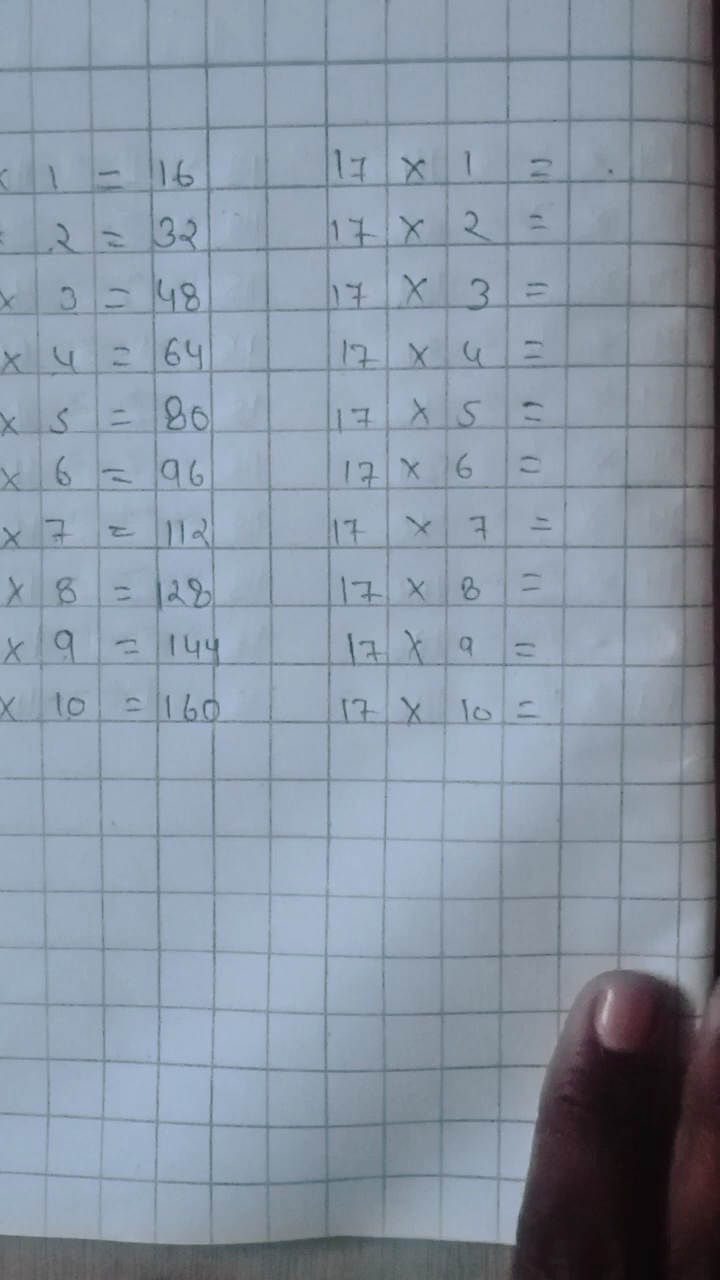 x 1 = 16 17 x 1 = .
x 2 = 32 17 x 2 =
x 3 = 48 17 x 3 =
x 4 = 64 17 x 4 =
x 5 = 80 17 x 5 =
x 6 = 96 17 x 6 =
x 7 = 112 17 x 7 =
x 8 = 128 17 x 8 =
x 9 = 144 17 x 9 =
x 10 = 160 17 x 10 =